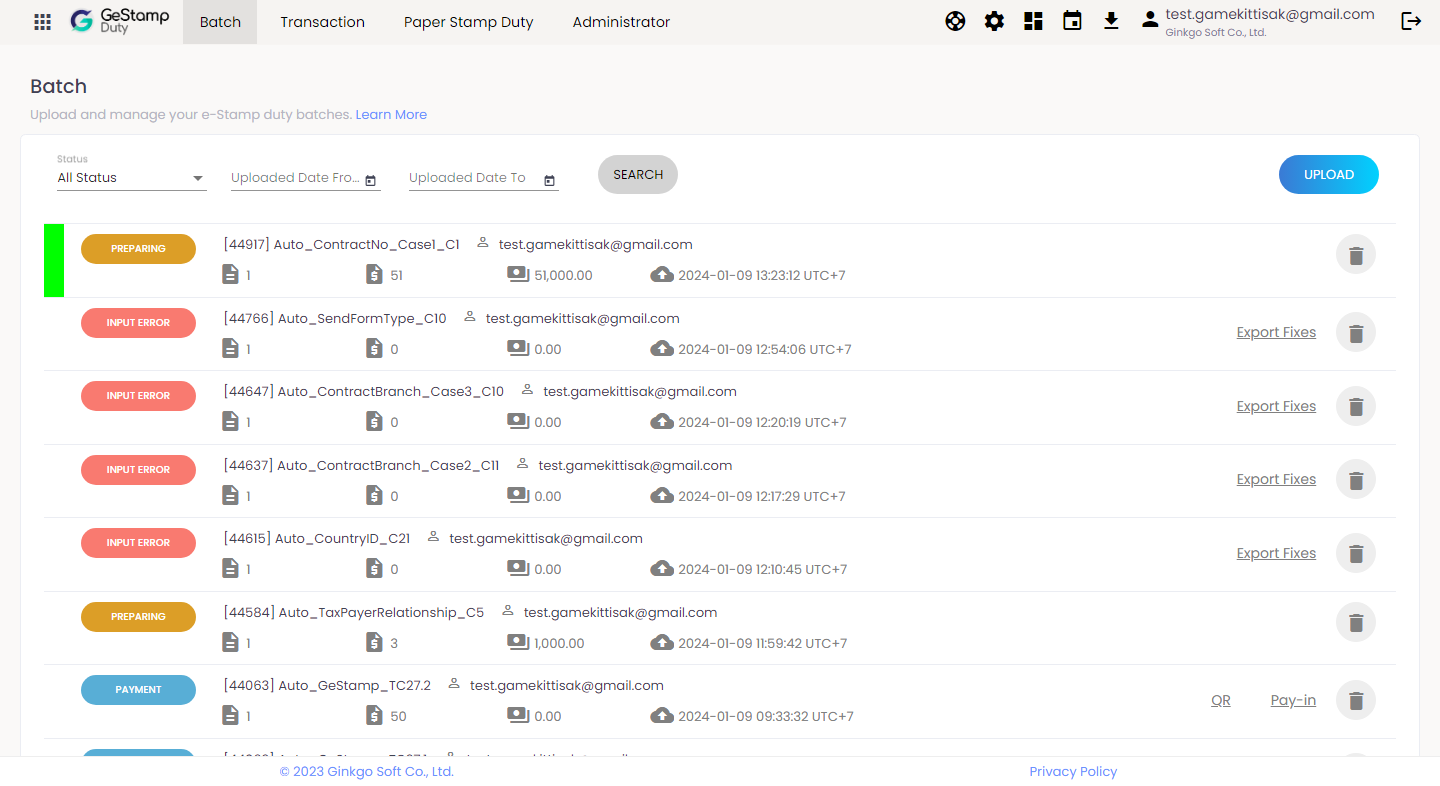 GeStamp
Duty
Batch
Transaction
Paper Stamp Duty
Administrator
test.gamekittisak@gmail.com
Ginkgo Soft Co., Ltd.
Batch
Upload and manage your e-Stamp duty batches. Learn More
Status
All Status
Uploaded Date Fro...
Uploaded Date To
SEARCH
UPLOAD
PREPARING
[44917] Auto_ContractNo_Case1_C1 test.gamekittisak@gmail.com
1 51 51,000.00 2024-01-09 13:23:12 UTC+7
INPUT ERROR
[44766] Auto_SendFormType_C10 test.gamekittisak@gmail.com
1 0 0.00 2024-01-09 12:54:06 UTC+7
Export Fixes
INPUT ERROR
[44647] Auto_ContractBranch_Case3_C10 test.gamekittisak@gmail.com
1 0 0.00 2024-01-09 12:20:19 UTC+7
Export Fixes
INPUT ERROR
[44637] Auto_ContractBranch_Case2_C11 test.gamekittisak@gmail.com
1 0 0.00 2024-01-09 12:17:29 UTC+7
Export Fixes
INPUT ERROR
[44615] Auto_CountryID_C21 test.gamekittisak@gmail.com
1 0 0.00 2024-01-09 12:10:45 UTC+7
Export Fixes
PREPARING
[44584] Auto_TaxPayerRelationship_C5 test.gamekittisak@gmail.com
1 3 1,000.00 2024-01-09 11:59:42 UTC+7
PAYMENT
[44063] Auto_GeStamp_TC27.2 test.gamekittisak@gmail.com
1 50 0.00 2024-01-09 09:33:32 UTC+7
QR
Pay-in
© 2023 Ginkgo Soft Co., Ltd.
Privacy Policy